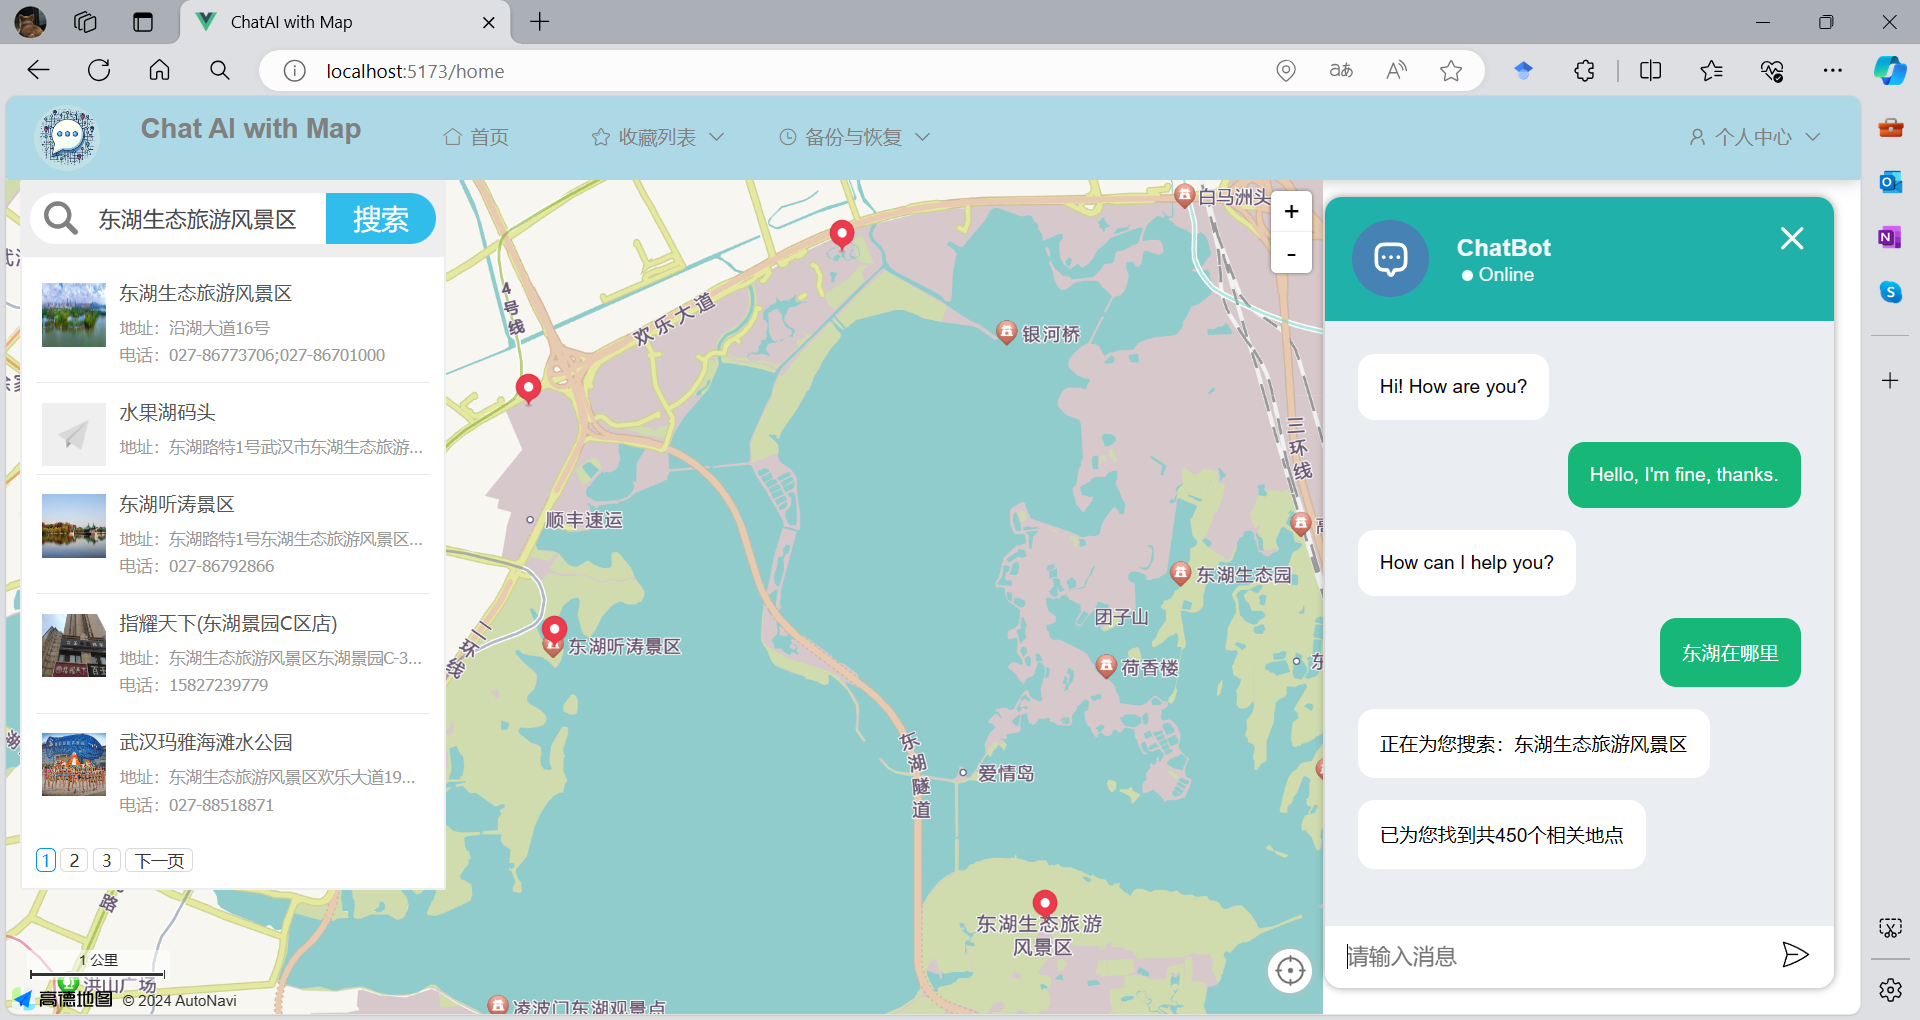 ChatAI with Map
localhost:5173/home
Chat AI with Map
首页
收藏列表
备份与恢复
个人中心
东湖生态旅游风景区
搜索
东湖生态旅游风景区
地址：沿湖大道16号
电话：027-86773706;027-86701000
水果湖码头
地址：东湖路特1号武汉市东湖生态旅游...
东湖听涛景区
地址：东湖路特1号东湖生态旅游风景区...
电话：027-86792866
指耀天下(东湖景园C区店)
地址：东湖生态旅游风景区东湖景园C-3...
电话：15827239779
武汉玛雅海滩水公园
地址：东湖生态旅游风景区欢乐大道19...
电话：027-88518871
1 2 3 下一页
白马洲头
+
-
4号线
欢乐大道
银河桥
三环线
顺丰速运
东湖生态园
团子山
东湖听涛景区
二环线
荷香楼
东湖隧道
爱情岛
东湖生态旅游
风景区
路
1 公里
洪山广场
高德地图 © 2024 AutoNavi
凌波门东湖观景点
ChatBot
Online
Hi! How are you?
Hello, I'm fine, thanks.
How can I help you?
东湖在哪里
正在为您搜索：东湖生态旅游风景区
已为您找到共450个相关地点
请输入消息